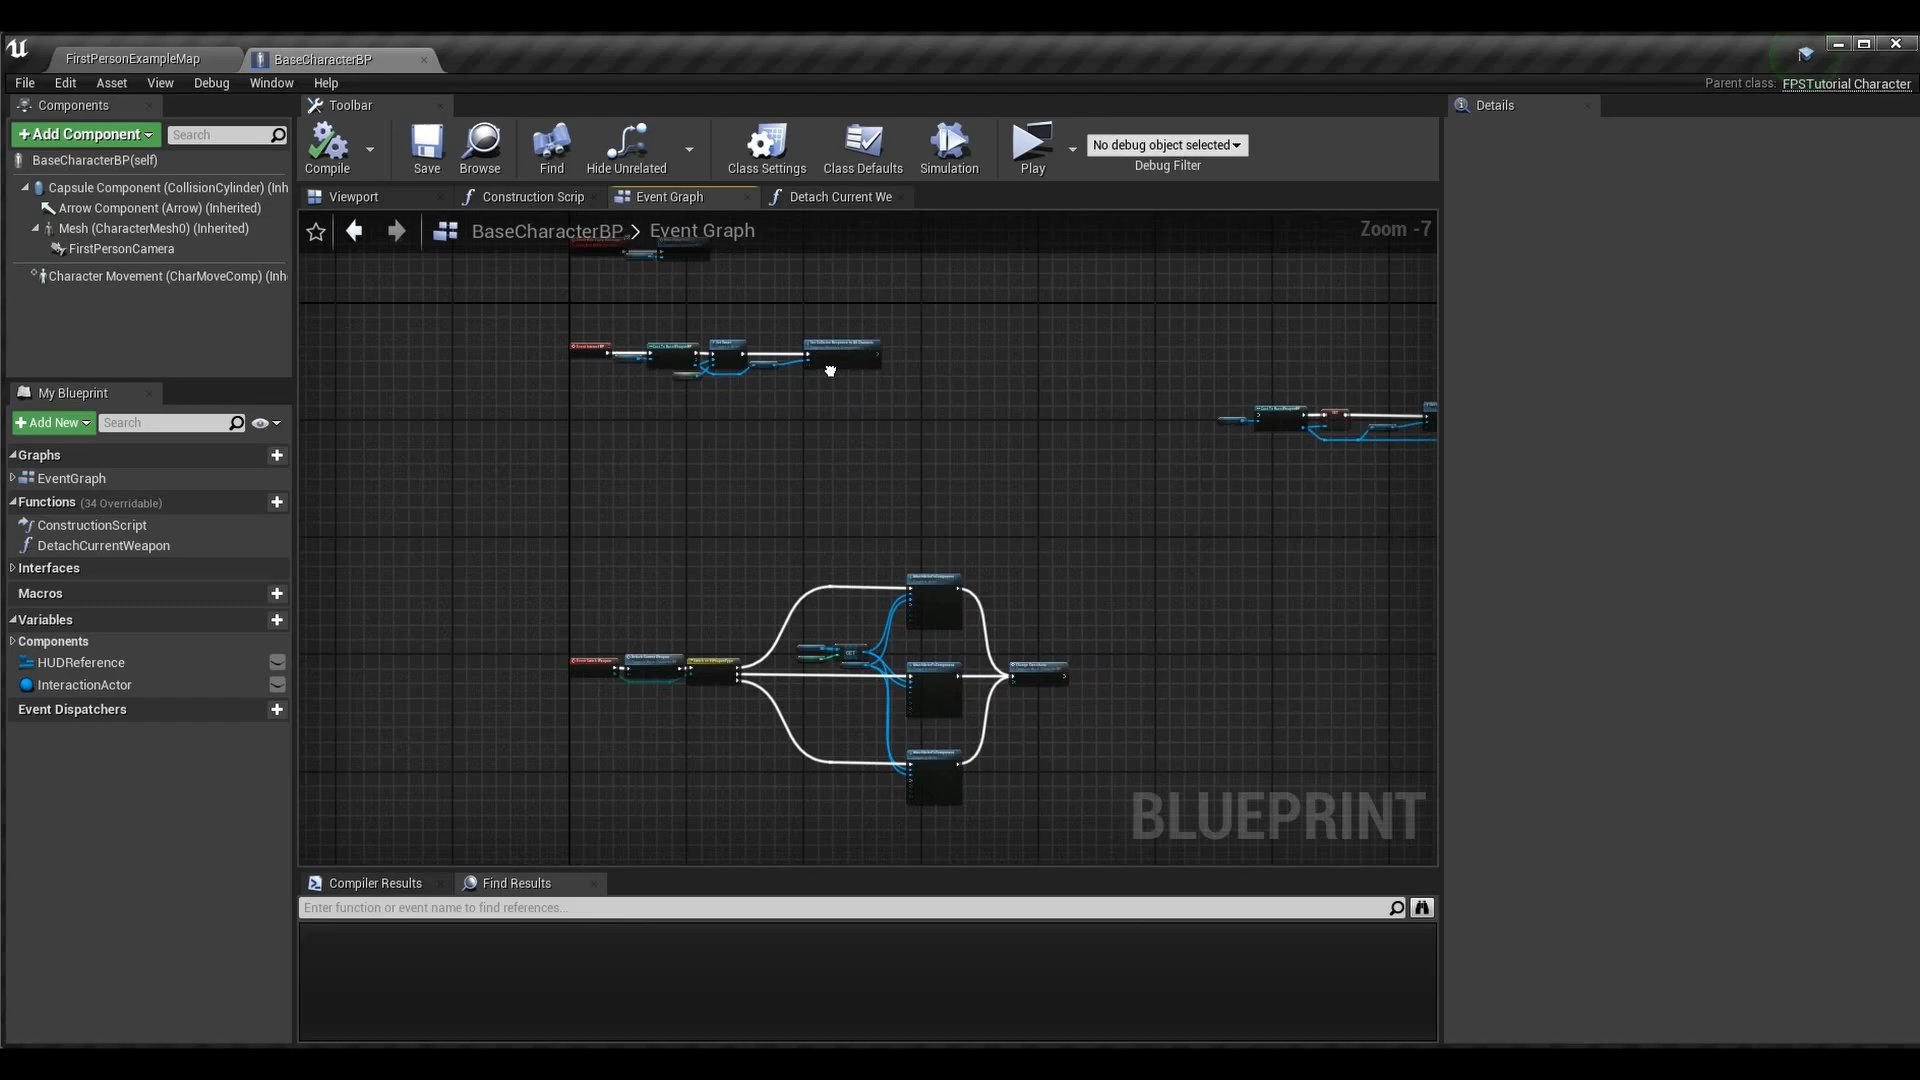 FirstPersonExampleMap
BaseCharacterBP
File Edit Asset View Debug Window Help
Parent class: FPSTutorial Character
Components
Toolbar
Details
+Add Component
Search
BaseCharacterBP(self)
Capsule Component (CollisionCylinder) (Inh
Arrow Component (Arrow) (Inherited)
Mesh (CharacterMesh0) (Inherited)
FirstPersonCamera
Character Movement (CharMoveComp) (Inh
Compile
Save
Browse
Find
Hide Unrelated
Class Settings
Class Defaults
Simulation
Play
No debug object selected
Debug Filter
Viewport
Construction Scrip
Event Graph
Detach Current We
BaseCharacterBP > Event Graph
Zoom -7
My Blueprint
+Add New
Search
Graphs
EventGraph
Functions (34 Overridable)
ConstructionScript
DetachCurrentWeapon
Interfaces
Macros
Variables
Components
HUDReference
InteractionActor
Event Dispatchers
BLUEPRINT
Compiler Results
Find Results
Enter function or event name to find references...